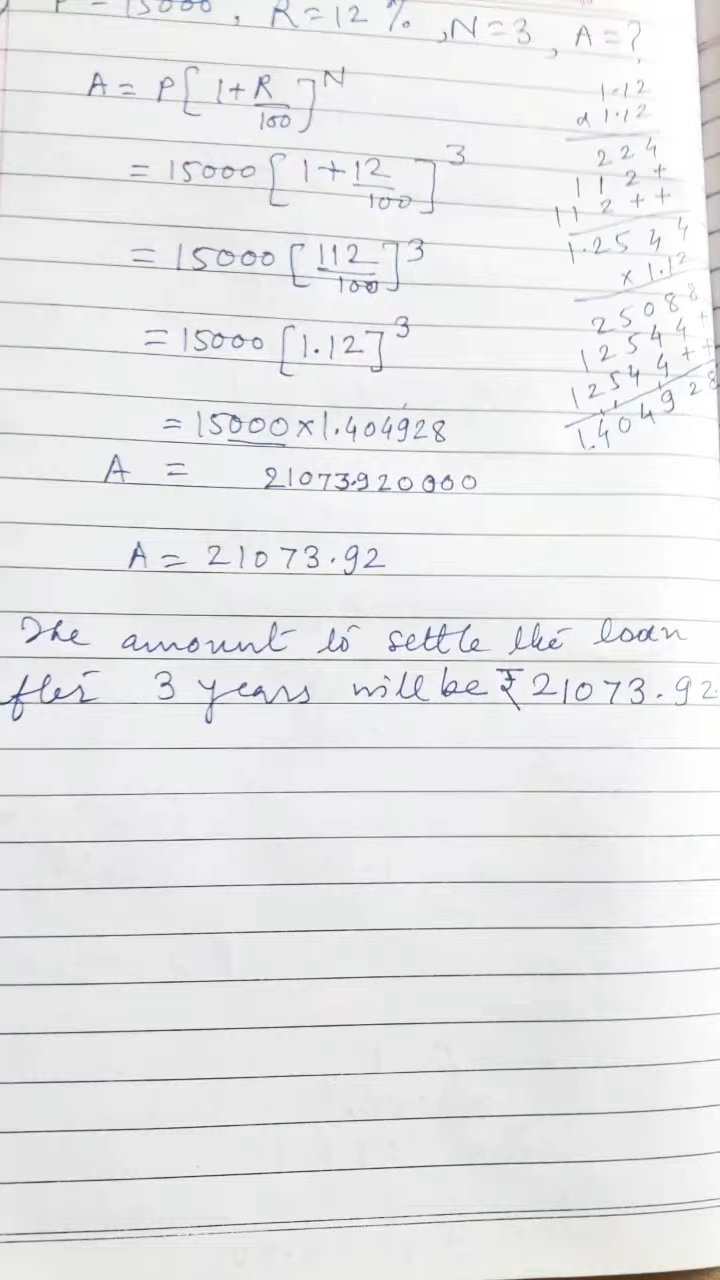 P = 15000, R=12%, N=3, A=?
A = P[1+R/100]^N
= 15000[1+12/100]^3
= 15000[112/100]^3
= 15000[1.12]^3
= 15000×1.404928
A = 21073.920000
A = 21073.92
The amount to settle the loan
fter 3 years will be ₹21073.92
1.12
x 1.12
224
112+
112++
1.2544
x 1.12
25088
12544+
12544++
1.404928